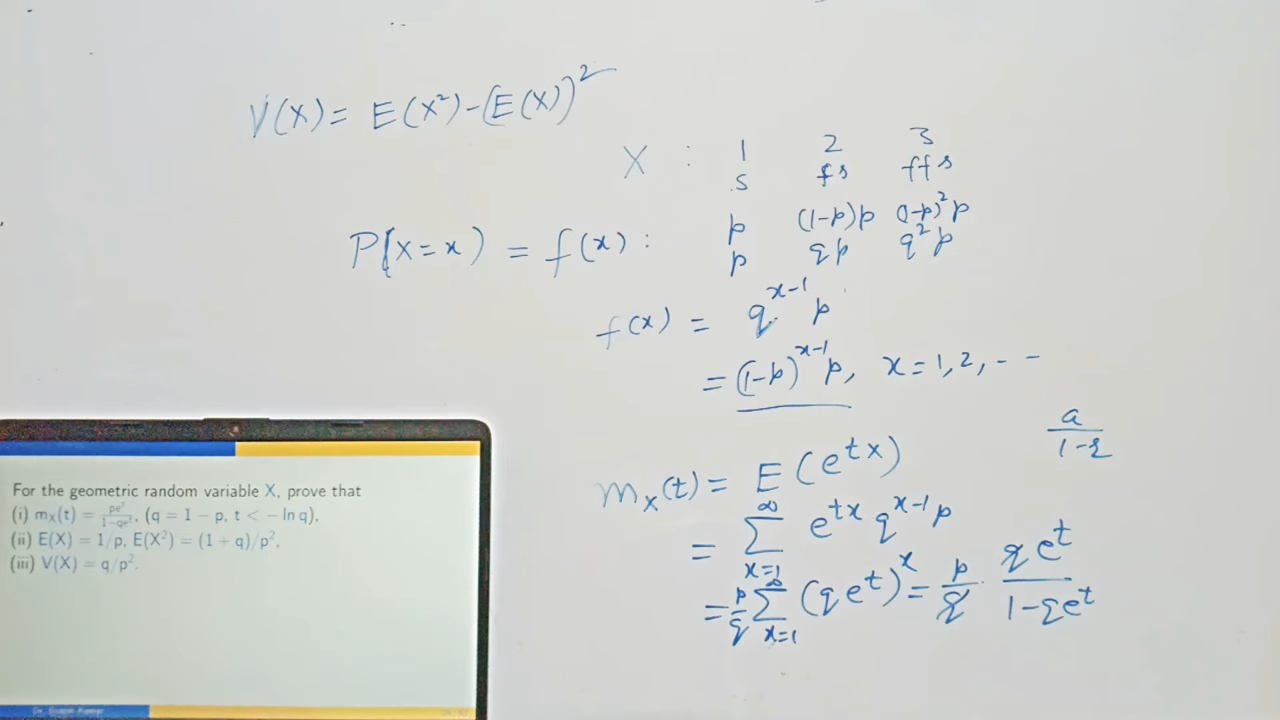 V(X) = E(X²) - (E(X))²
X : 1 2 3
s fs ffs
p (1-p)p (1-p)²p
P(X=x) = f(x) : p qp q²p
f(x) = q^{x-1} p
= (1-p)^{x-1} p, x = 1, 2, - -
a/(1-r)
m_X(t) = E(e^{tX})
= ∑_{x=1}^{∞} e^{tx} q^{x-1} p
= p/q ∑_{x=1}^{∞} (qe^t)^x = p/q · qe^t/(1-qe^t)
For the geometric random variable X, prove that
(i) m_X(t) = pe^t/(1-qe^t), (q = 1 − p, t < − ln q),
(ii) E(X) = 1/p, E(X²) = (1 + q)/p²,
(iii) V(X) = q/p².